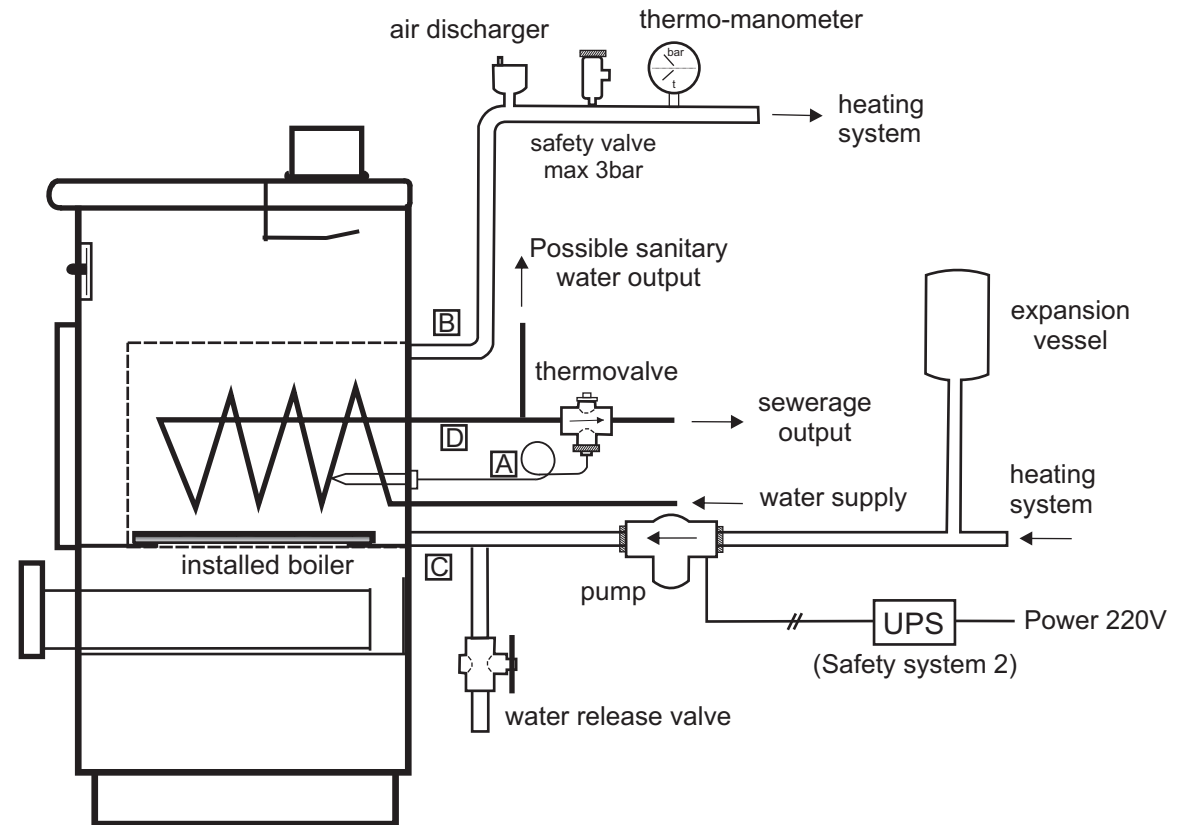 air discharger
thermo-manometer
bar
t
safety valve
max 3bar
heating
system
Possible sanitary
water output
B
expansion
vessel
thermovalve
sewerage
output
D
A
water supply
heating
system
installed boiler
C
pump
UPS
Power 220V
(Safety system 2)
water release valve